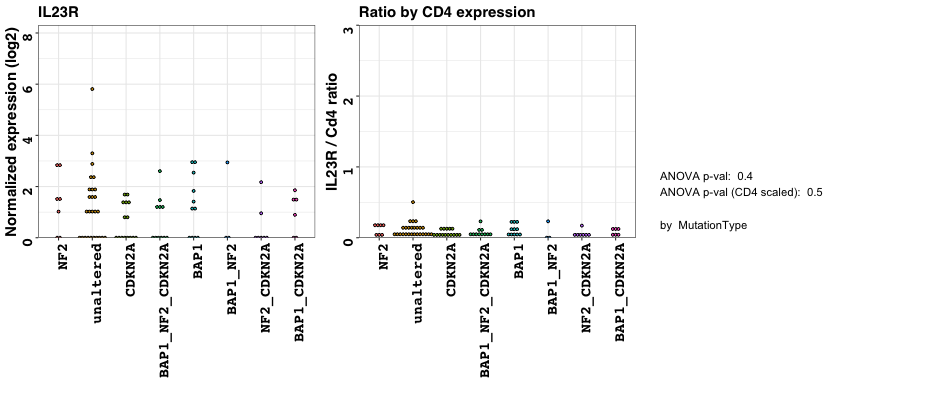 IL23R
Normalized expression (log2)
8
6
4
2
0
NF2
unaltered
CDKN2A
BAP1_NF2_CDKN2A
BAP1
BAP1_NF2
NF2_CDKN2A
BAP1_CDKN2A
Ratio by CD4 expression
IL23R / Cd4 ratio
3
2
1
0
NF2
unaltered
CDKN2A
BAP1_NF2_CDKN2A
BAP1
BAP1_NF2
NF2_CDKN2A
BAP1_CDKN2A
ANOVA p-val: 0.4
ANOVA p-val (CD4 scaled): 0.5
by MutationType